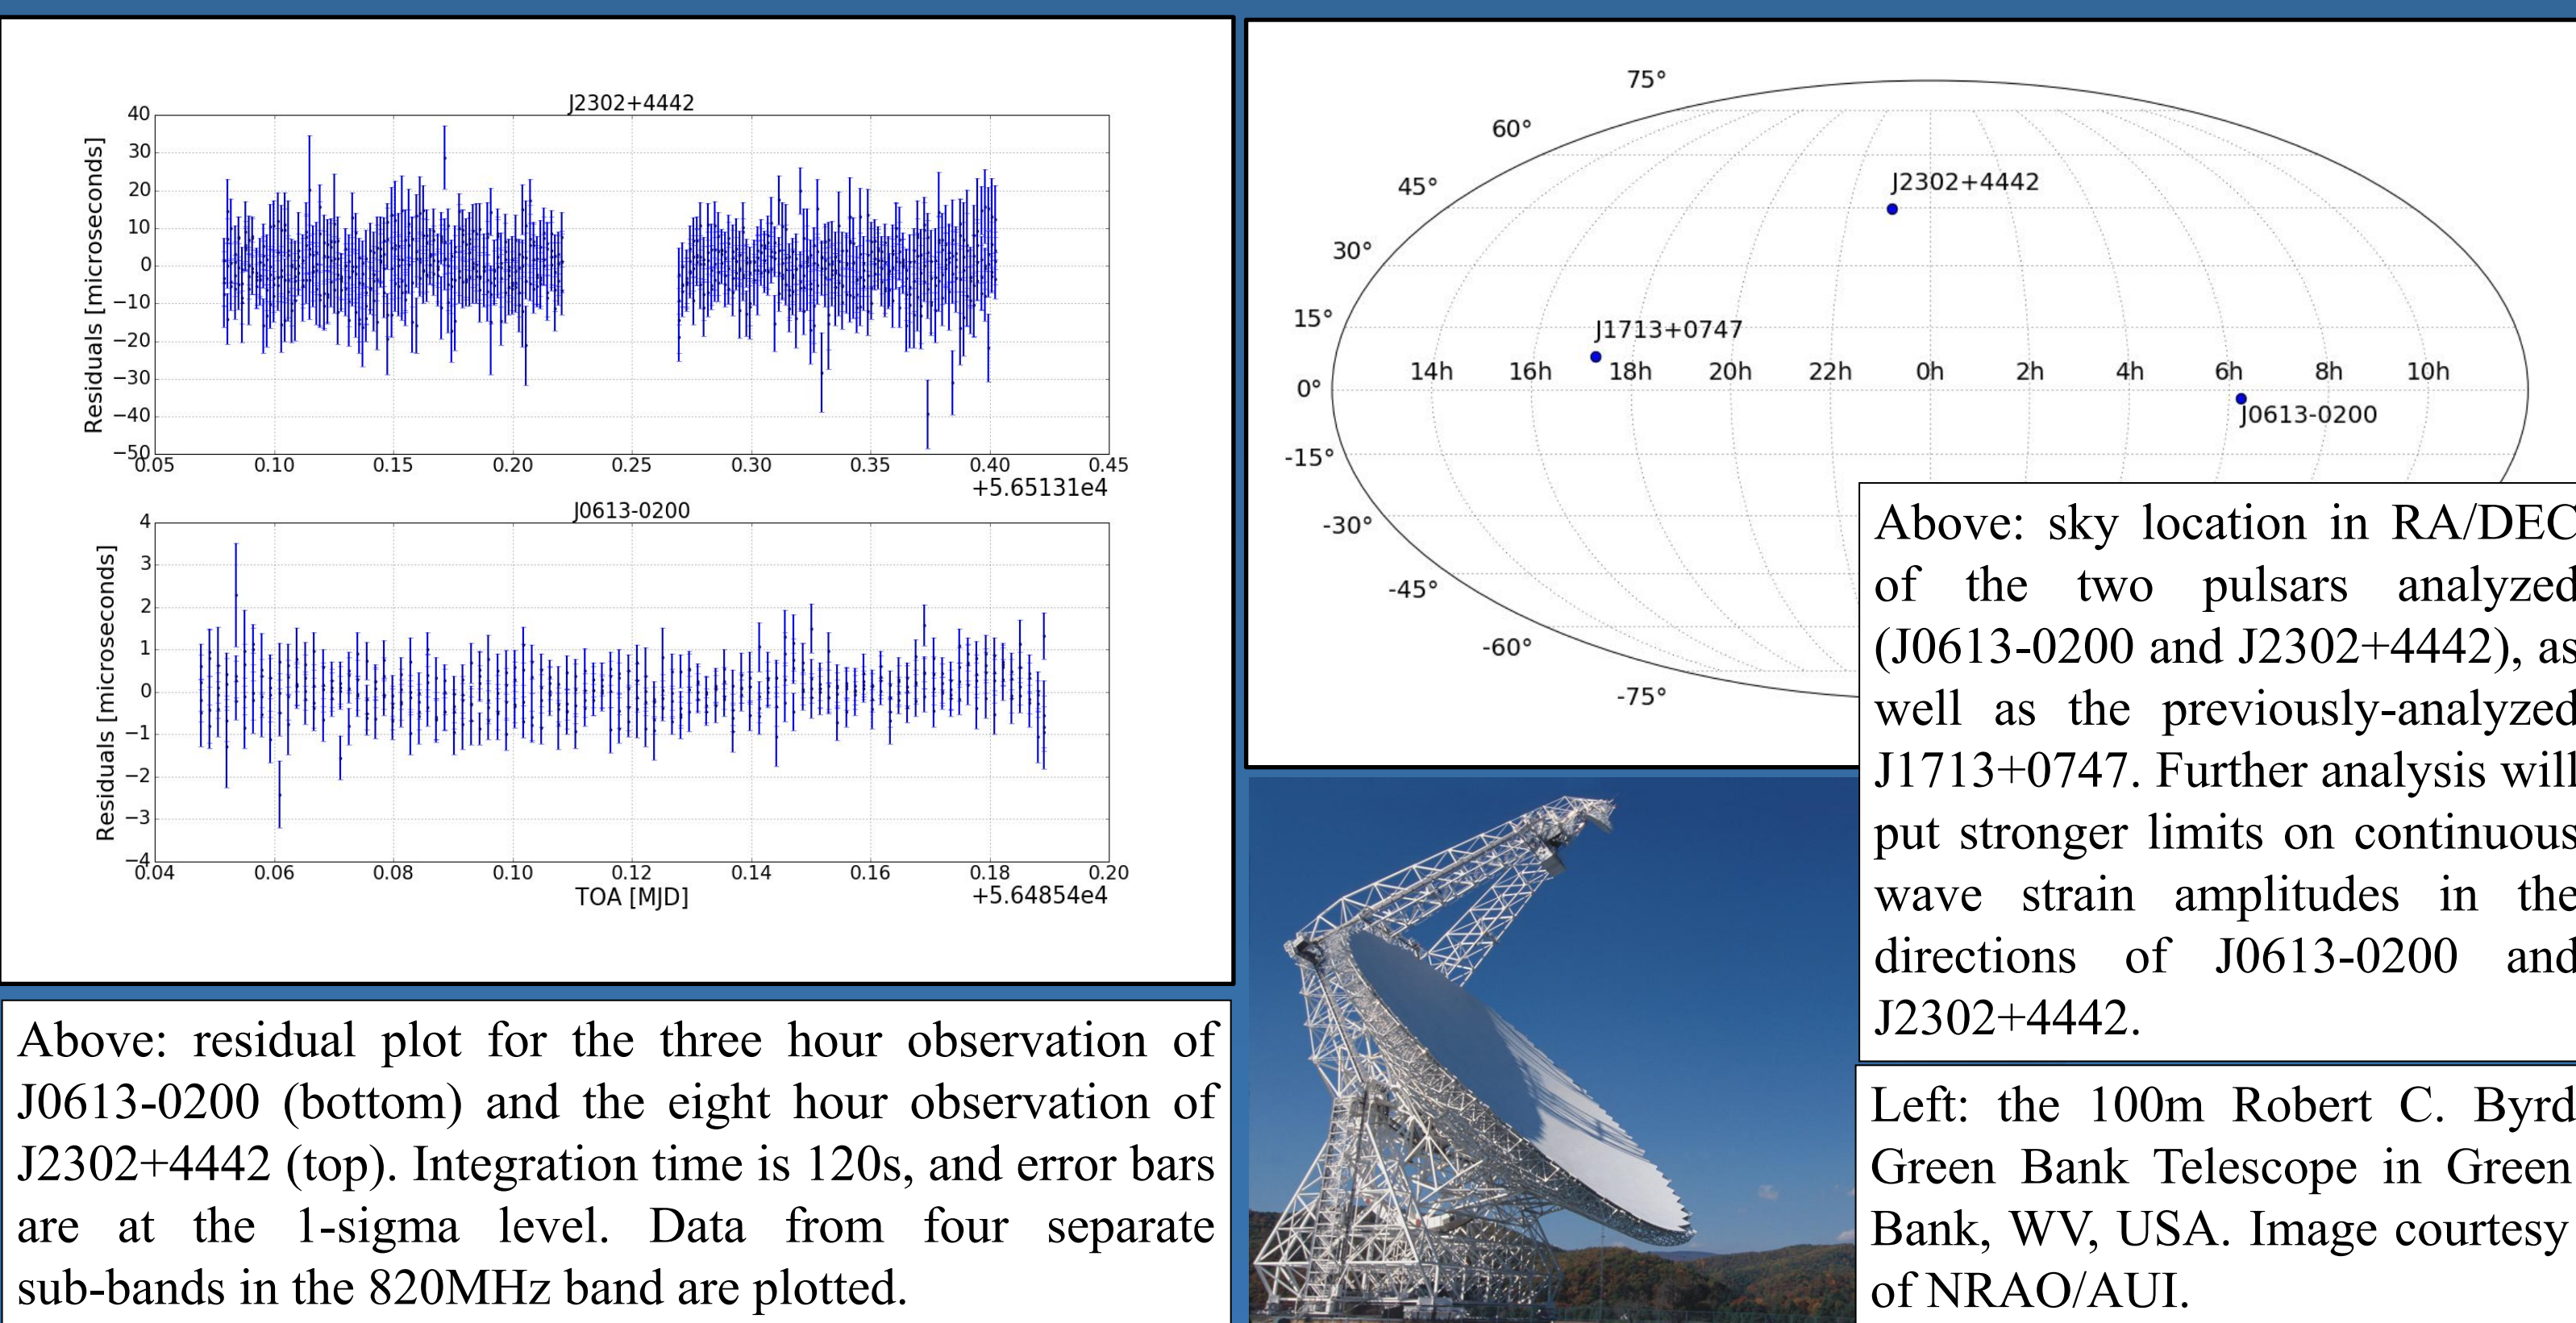 J2302+4442
Residuals [microseconds]
40
30
20
10
0
−10
−20
−30
−40
−50
0.05 0.10 0.15 0.20 0.25 0.30 0.35 0.40 0.45
+5.65131e4
J0613-0200
Residuals [microseconds]
4
3
2
1
0
−1
−2
−3
−4
0.04 0.06 0.08 0.10 0.12 0.14 0.16 0.18 0.20
TOA [MJD]
+5.64854e4
Above: residual plot for the three hour observation of
J0613-0200 (bottom) and the eight hour observation of
J2302+4442 (top). Integration time is 120s, and error bars
are at the 1-sigma level. Data from four separate
sub-bands in the 820MHz band are plotted.
75°
60°
45°
J2302+4442
30°
15°
J1713+0747
14h 16h 18h 20h 22h 0h 2h 4h 6h 8h 10h
0°
J0613-0200
-15°
-30°
-45°
-60°
-75°
Above: sky location in RA/DEC
of the two pulsars analyzed
(J0613-0200 and J2302+4442), as
well as the previously-analyzed
J1713+0747. Further analysis will
put stronger limits on continuous
wave strain amplitudes in the
directions of J0613-0200 and
J2302+4442.
Left: the 100m Robert C. Byrd
Green Bank Telescope in Green
Bank, WV, USA. Image courtesy
of NRAO/AUI.